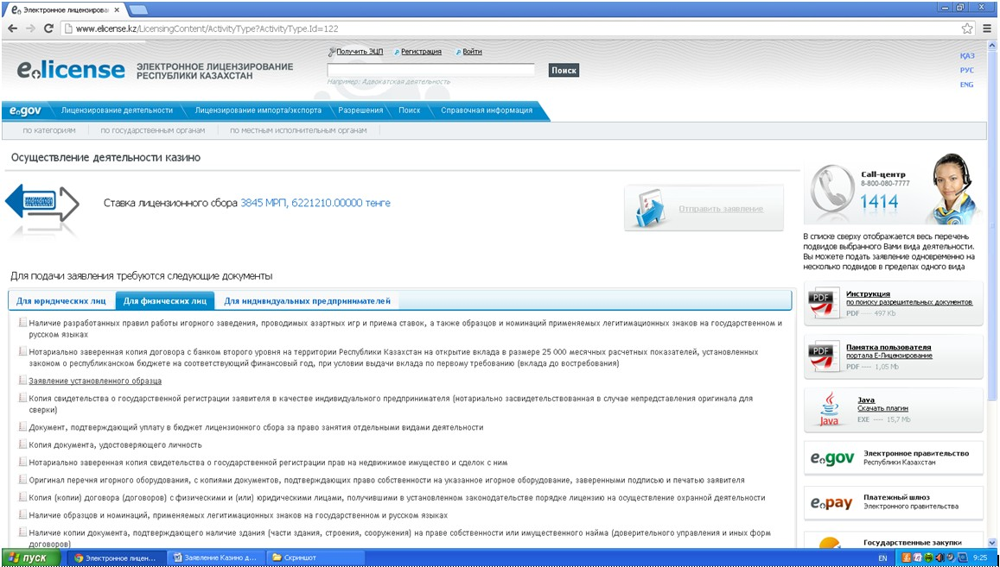 Электронное лицензирова
www.elicense.kz/LicensingContent/ActivityType?ActivityType.Id=122
e.license
ЭЛЕКТРОННОЕ ЛИЦЕНЗИРОВАНИЕ
РЕСПУБЛИКИ КАЗАХСТАН
Получить ЭЦП Регистрация Войти
Поиск
Например: Адвокатская деятельность
ҚАЗ
РУС
ENG
e.gov Лицензирование деятельности Лицензирование импорта/экспорта Разрешения Поиск Справочная информация
по категориям по государственным органам по местным исполнительным органам
Осуществление деятельности казино
Ставка лицензионного сбора 3845 МРП, 6221210.00000 тенге
Отправить заявление
Для подачи заявления требуются следующие документы
Для юридических лиц Для физических лиц Для индивидуальных предпринимателей
Наличие разработанных правил работы игорного заведения, проводимых азартных игр и приема ставок, а также образцов и номинаций применяемых легитимационных знаков на государственном и
русском языках
Нотариально заверенная копия договора с банком второго уровня на территории Республики Казахстан на открытие вклада в размере 25 000 месячных расчетных показателей, установленных
законом о республиканском бюджете на соответствующий финансовый год, при условии выдачи вклада по первому требованию (вклада до востребования)
Заявление установленного образца
Копия свидетельства о государственной регистрации заявителя в качестве индивидуального предпринимателя (нотариально засвидетельствованная в случае непредставления оригинала для
сверки)
Документ, подтверждающий уплату в бюджет лицензионного сбора за право занятия отдельными видами деятельности
Копия документа, удостоверяющего личность
Нотариально заверенная копия свидетельства о государственной регистрации прав на недвижимое имущество и сделок с ним
Оригинал перечня игорного оборудования, с копиями документов, подтверждающих право собственности на указанное игорное оборудование, заверенными подписью и печатью заявителя
Копия (копии) договора (договоров) с физическими и (или) юридическими лицами, получившими в установленном законодательстве порядке лицензию на осуществление охранной деятельности
Наличие образцов и номинаций, применяемых легитимационных знаков на государственном и русском языках
Наличие копии документа, подтверждающего наличие здания (части здания, строения, сооружения) на праве собственности или имущественного найма (доверительного управления и иных форм
договоров)
Call-центр
8-800-080-7777
1414
В списке сверху отображается весь перечень
подвидов выбранного Вами вида деятельности.
Вы можете подать заявление одновременно на
несколько подвидов в пределах одного вида
PDF
Инструкция
по поиску разрешительных документов
PDF ---- 497 Kb
PDF
Памятка пользователя
портала Е-Лицензирование
PDF ---- 1,05 Mb
Java
Java
Скачать плагин
EXE ---- 15,7 Mb
e.gov
Электронное правительство
Республики Казахстан
e.pay
Платежный шлюз
Электронного правительства
Государственные закупки
пуск Электронное лицен... Заявление Казино д... Скриншот EN 9:25